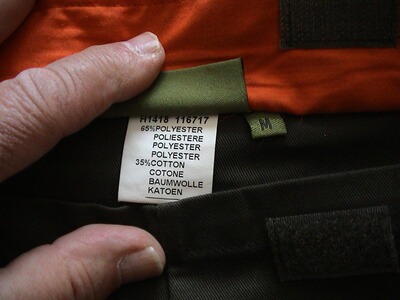 H1418 116717
65%POLYESTER
POLIESTERE
POLYESTER
POLYESTER
35%COTTON
COTONE
BAUMWOLLE
KATOEN
M